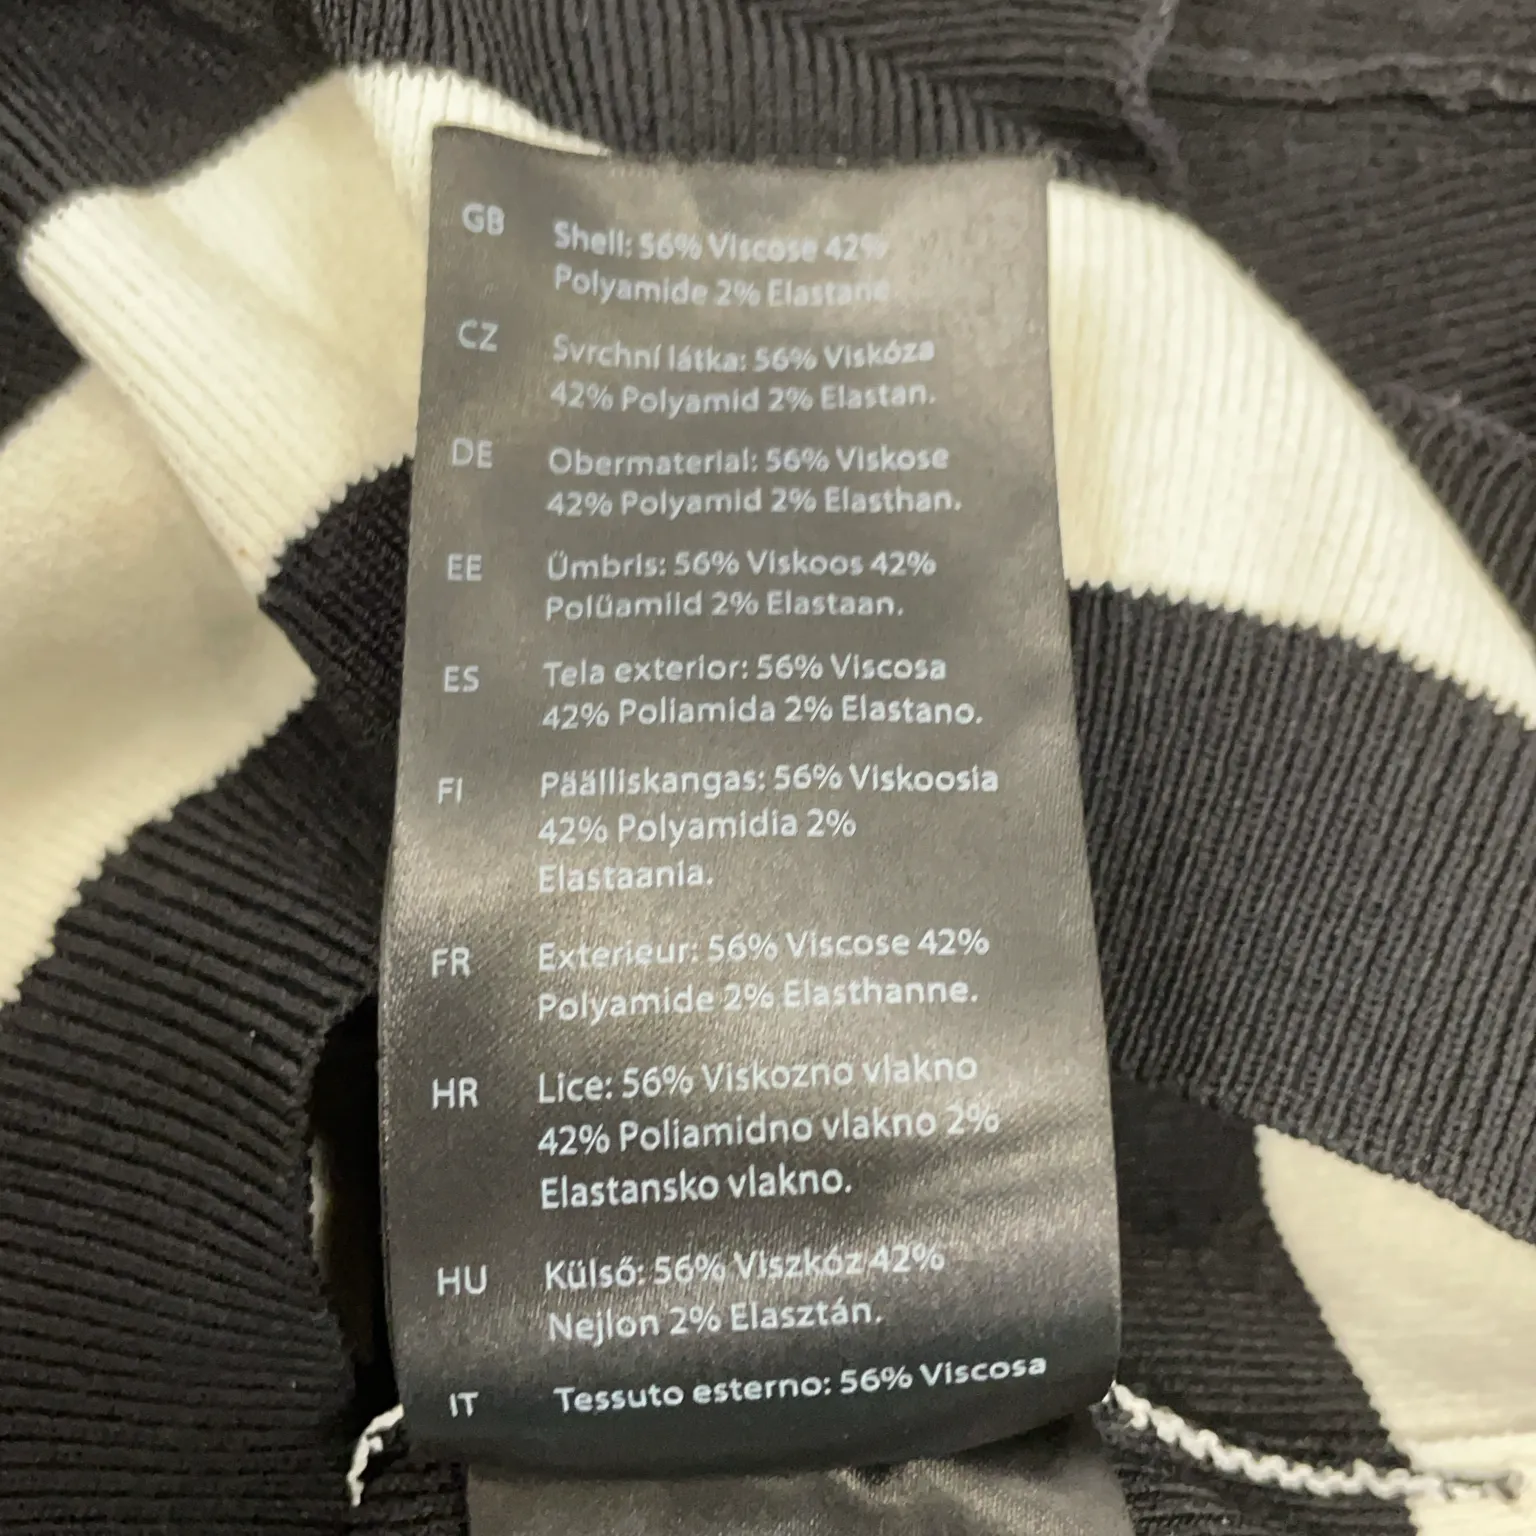 GB Shell: 56% Viscose 42%
Polyamide 2% Elastane
CZ Svrchní látka: 56% Viskóza
42% Polyamid 2% Elastan.
DE Obermaterial: 56% Viskose
42% Polyamid 2% Elasthan.
EE Ümbris: 56% Viskoos 42%
Polüamiid 2% Elastaan.
ES Tela exterior: 56% Viscosa
42% Poliamida 2% Elastano.
FI Päälliskangas: 56% Viskoosia
42% Polyamidia 2%
Elastaania.
FR Exterieur: 56% Viscose 42%
Polyamide 2% Elasthanne.
HR Lice: 56% Viskozno vlakno
42% Poliamidno vlakno 2%
Elastansko vlakno.
HU Külső: 56% Viszkóz 42%
Nejlon 2% Elasztán.
IT Tessuto esterno: 56% Viscosa